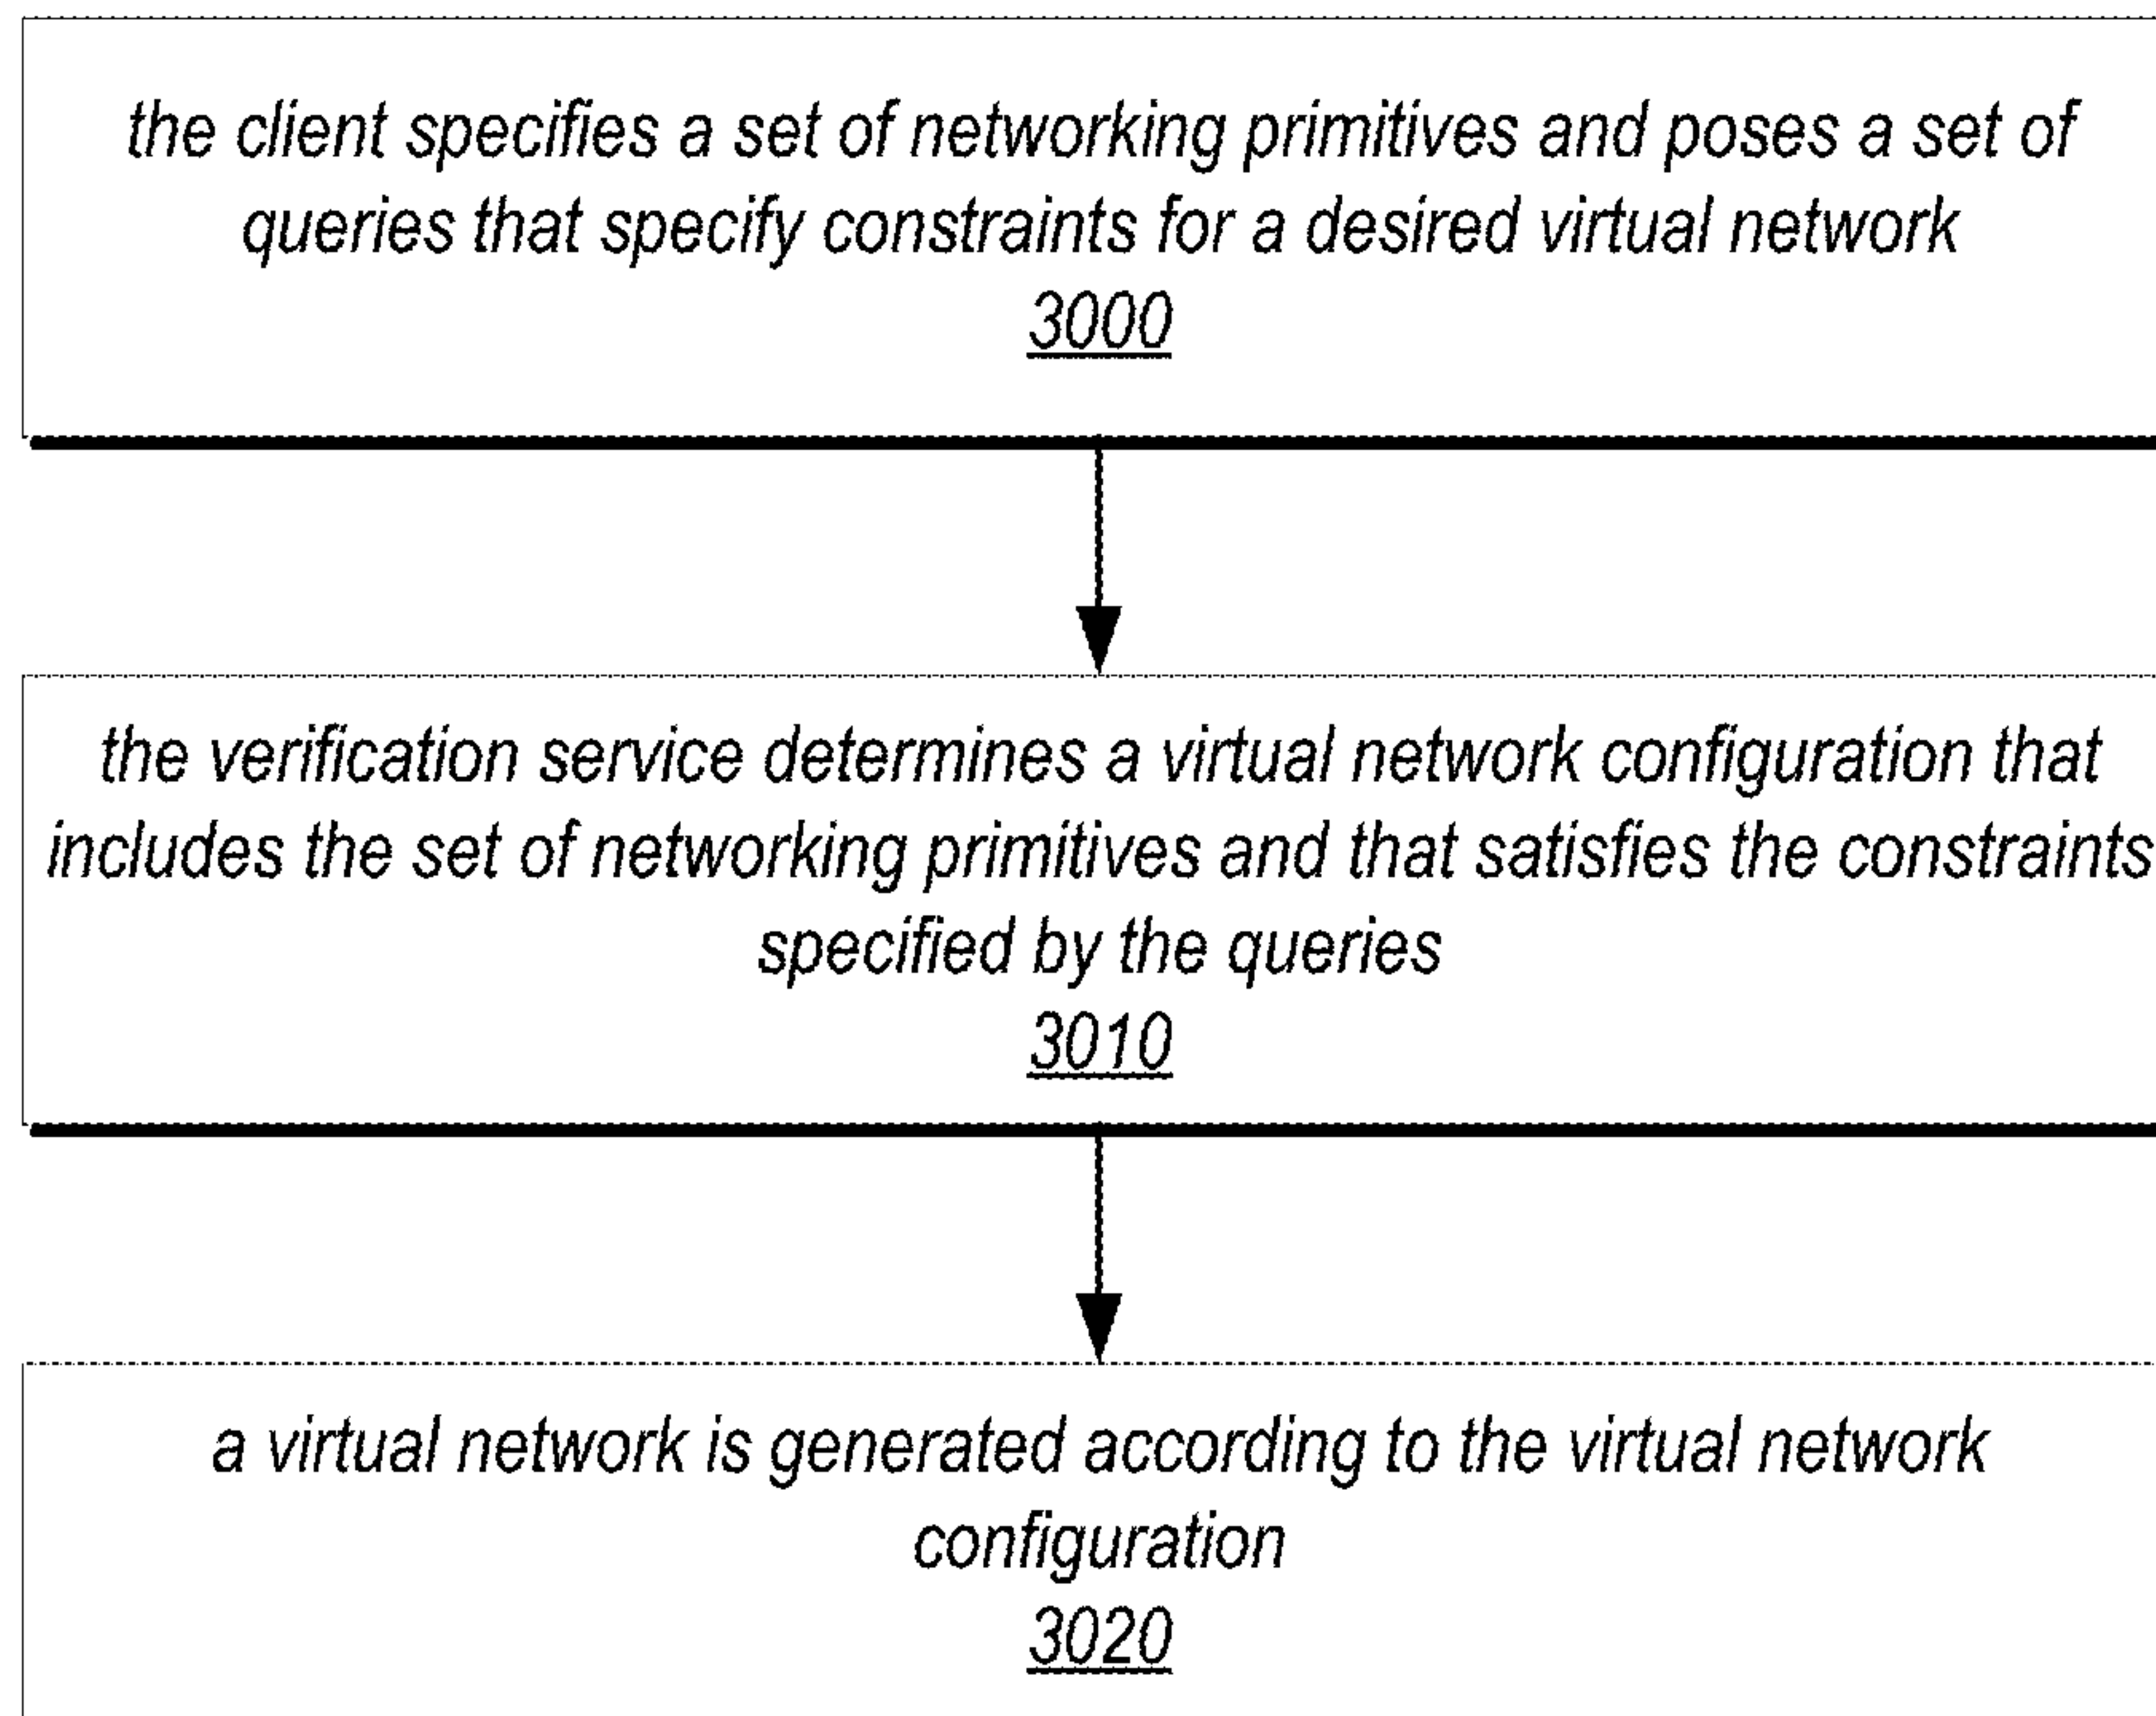 the client specifies a set of networking primitives and poses a set of
queries that specify constraints for a desired virtual network
3000
the verification service determines a virtual network configuration that
includes the set of networking primitives and that satisfies the constraints
specified by the queries
3010
a virtual network is generated according to the virtual network
configuration
3020